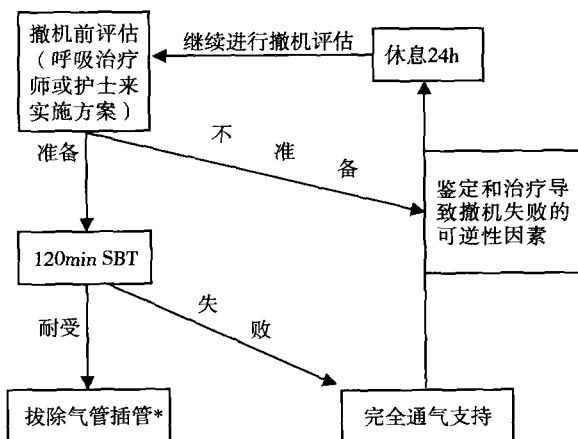 撤机前评估
（呼吸治疗
师或护士来
实施方案）
继续进行撤机评估
休息24h
准备
不准备
鉴定和治疗导
致撤机失败的
可逆性因素
120min SBT
耐受
失败
拔除气管插管*
完全通气支持